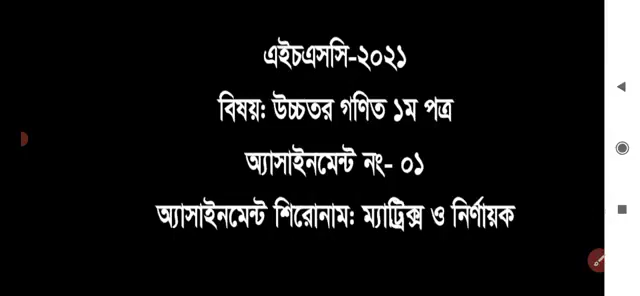 এইচএসসি-২০২১
বিষয়: উচ্চতর গণিত ১ম পত্র
অ্যাসাইনমেন্ট নং- ০১
অ্যাসাইনমেন্ট শিরোনাম: ম্যাট্রিক্স ও নির্ণায়ক